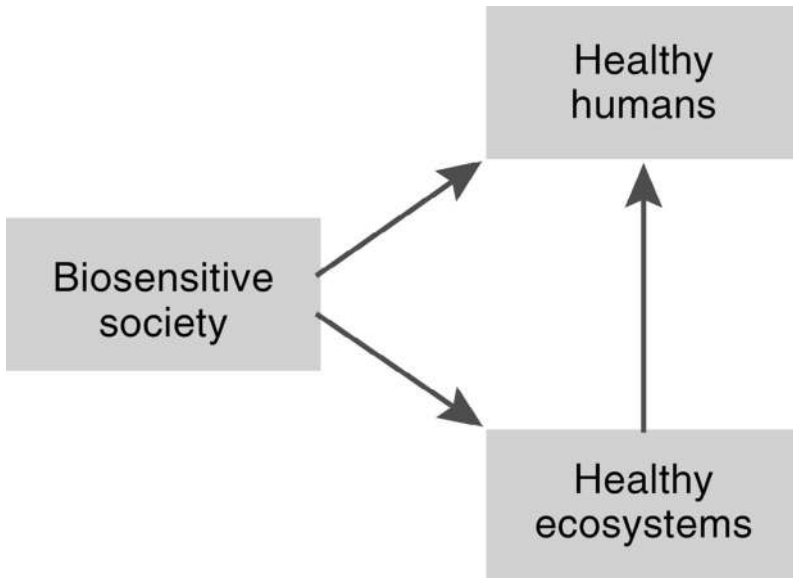 Healthy
humans
Biosensitive
society
Healthy
ecosystems